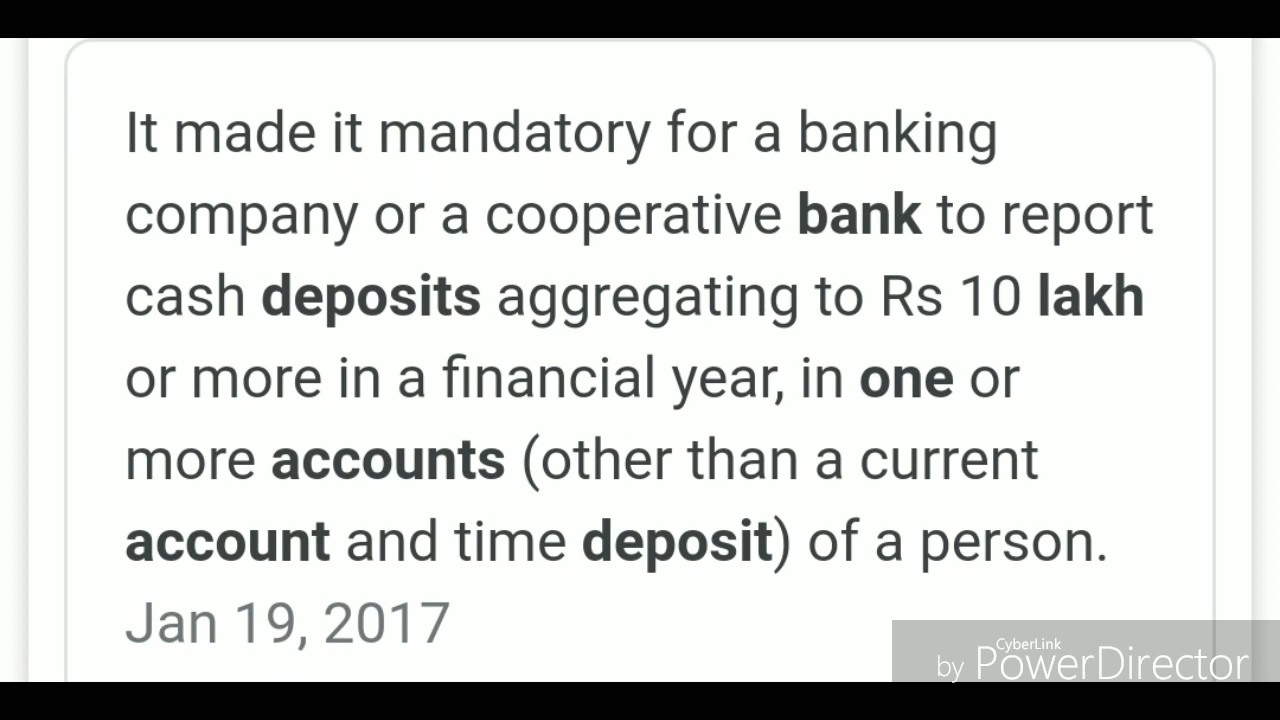 It made it mandatory for a banking
company or a cooperative bank to report
cash deposits aggregating to Rs 10 lakh
or more in a financial year, in one or
more accounts (other than a current
account and time deposit) of a person.
Jan 19, 2017
CyberLink
by PowerDirector